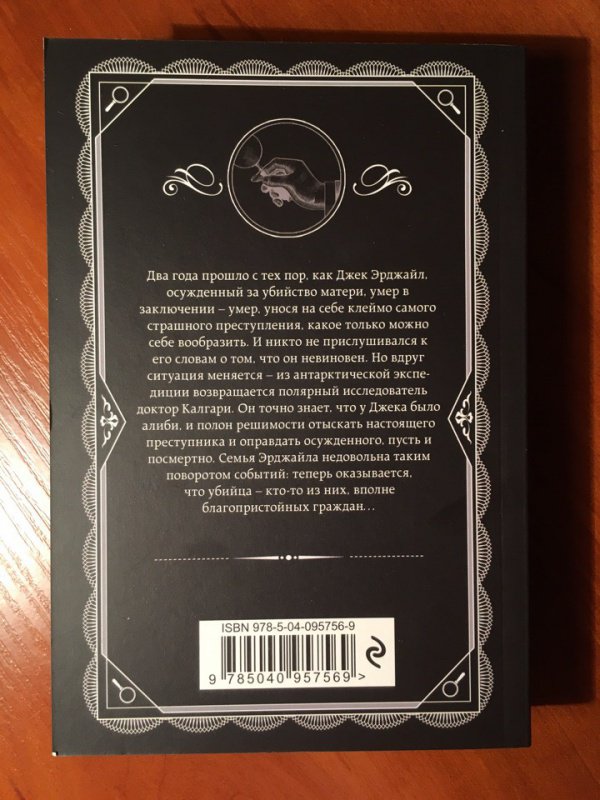 Два года прошло с тех пор, как Джек Эрджайл,
осужденный за убийство матери, умер в
заключении – умер, унося на себе клеймо самого
страшного преступления, какое только можно
себе вообразить. И никто не прислушивался к
его словам о том, что он невиновен. Но вдруг
ситуация меняется – из антарктической экспе-
диции возвращается полярный исследователь
доктор Калгари. Он точно знает, что у Джека было
алиби, и полон решимости отыскать настоящего
преступника и оправдать осужденного, пусть и
посмертно. Семья Эрджайла недовольна таким
поворотом событий: теперь оказывается,
что убийца – кто-то из них, вполне
благопристойных граждан...
ISBN 978-5-04-095756-9
9 785040 957569 >